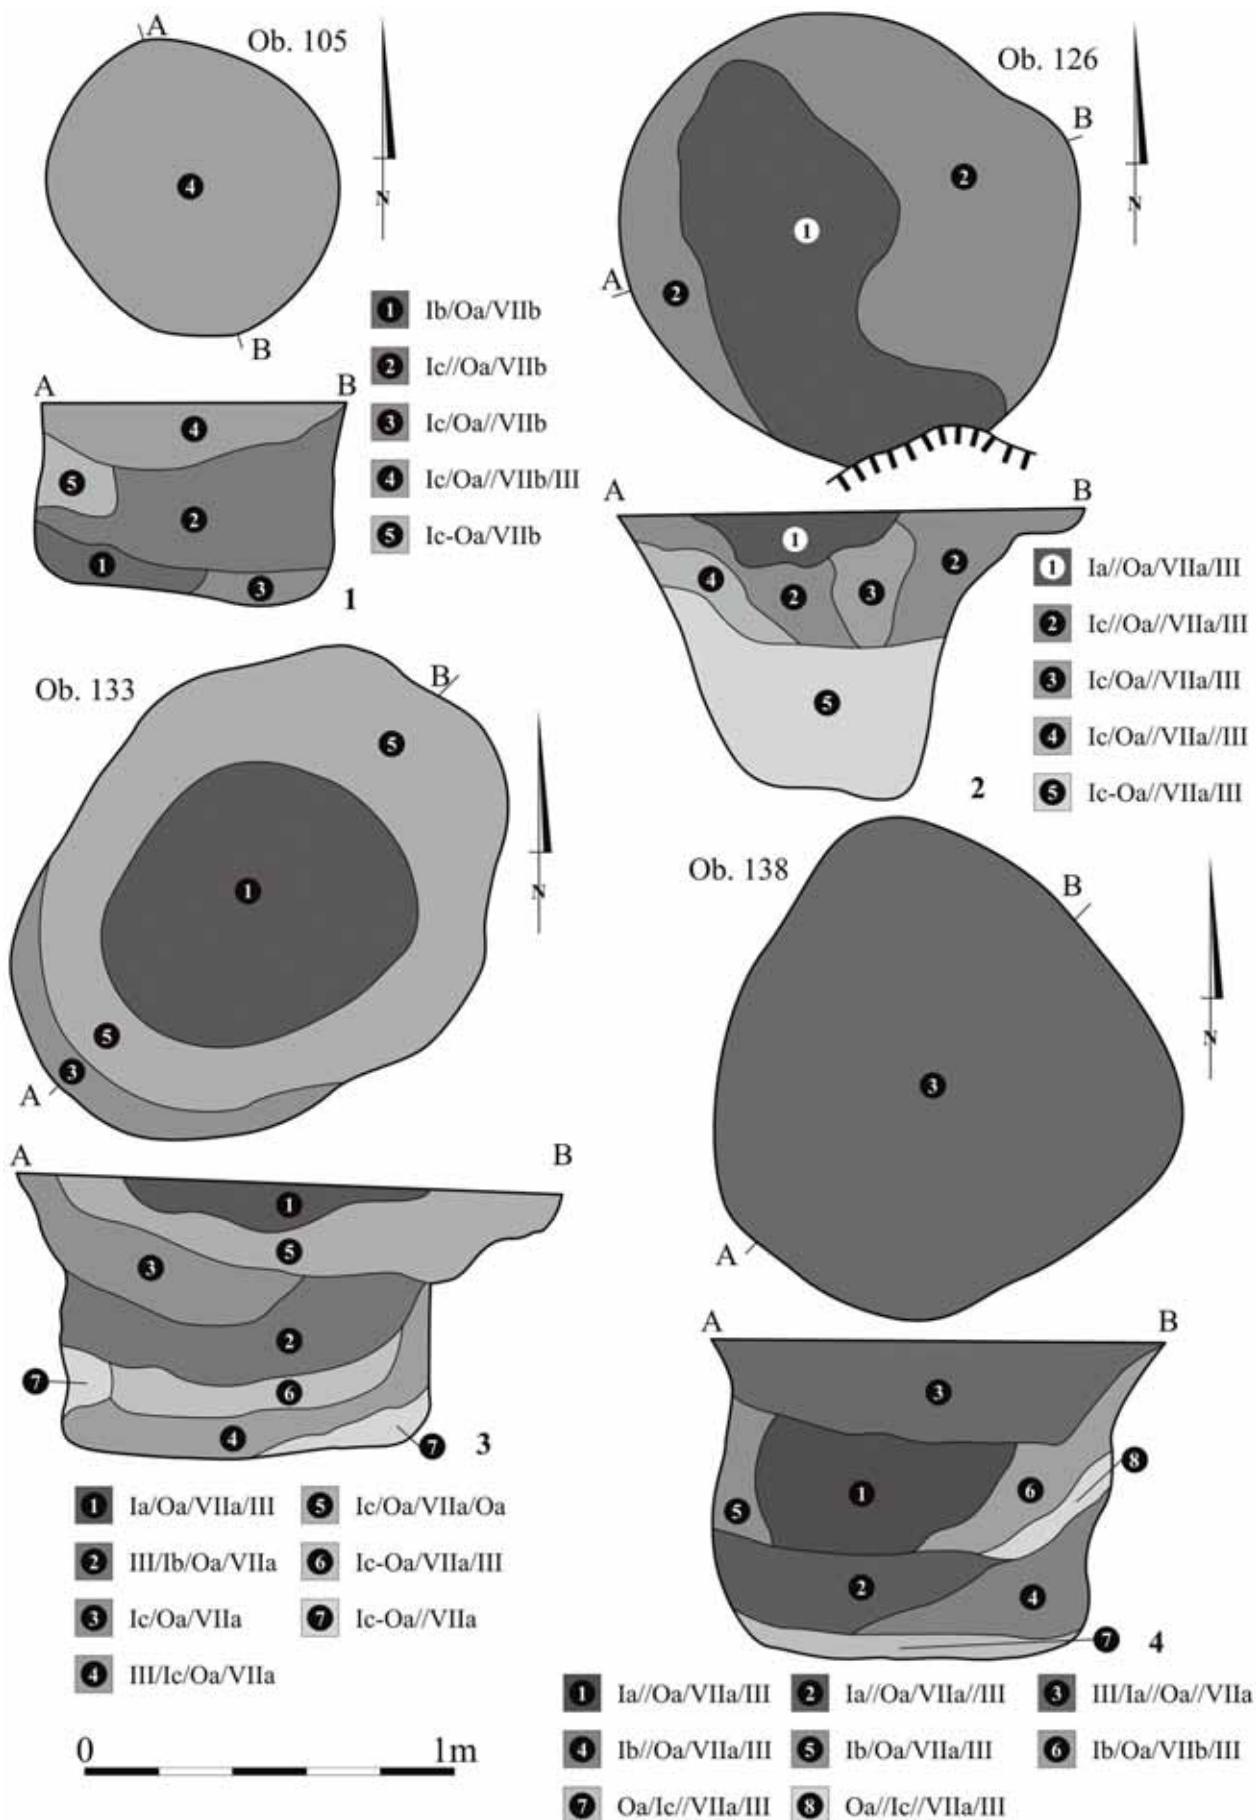 Ob. 105
A
B
N
4
1 Ib/Oa/VIIb
2 Ic//Oa/VIIb
3 Ic/Oa//VIIb
4 Ic/Oa//VIIb/III
5 Ic-Oa/VIIb
A B
4
5
2
1
3
1
Ob. 126
B
N
2
1
A
2
A B
1
2
4
2
3
5
2
1 Ia//Oa/VIIa/III
2 Ic//Oa//VIIa/III
3 Ic/Oa//VIIa/III
4 Ic/Oa//VIIa//III
5 Ic-Oa//VIIa/III
Ob. 133
B
5
N
1
5
3
A
A B
1
5
3
2
7
6
4
7
3
1 Ia/Oa/VIIa/III
2 III/Ib/Oa/VIIa
3 Ic/Oa/VIIa
4 III/Ic/Oa/VIIa
5 Ic/Oa/VIIa/Oa
6 Ic-Oa/VIIa/III
7 Ic-Oa//VIIa
Ob. 138
B
N
3
A
A B
3
8
1
6
5
2
4
7
4
1 Ia//Oa/VIIa/III
2 Ia//Oa/VIIa//III
3 III/Ia//Oa//VIIa
4 Ib//Oa/VIIa/III
5 Ib/Oa/VIIa/III
6 Ib/Oa/VIIb/III
7 Oa/Ic//VIIa/III
8 Oa//Ic//VIIa/III
0 1m